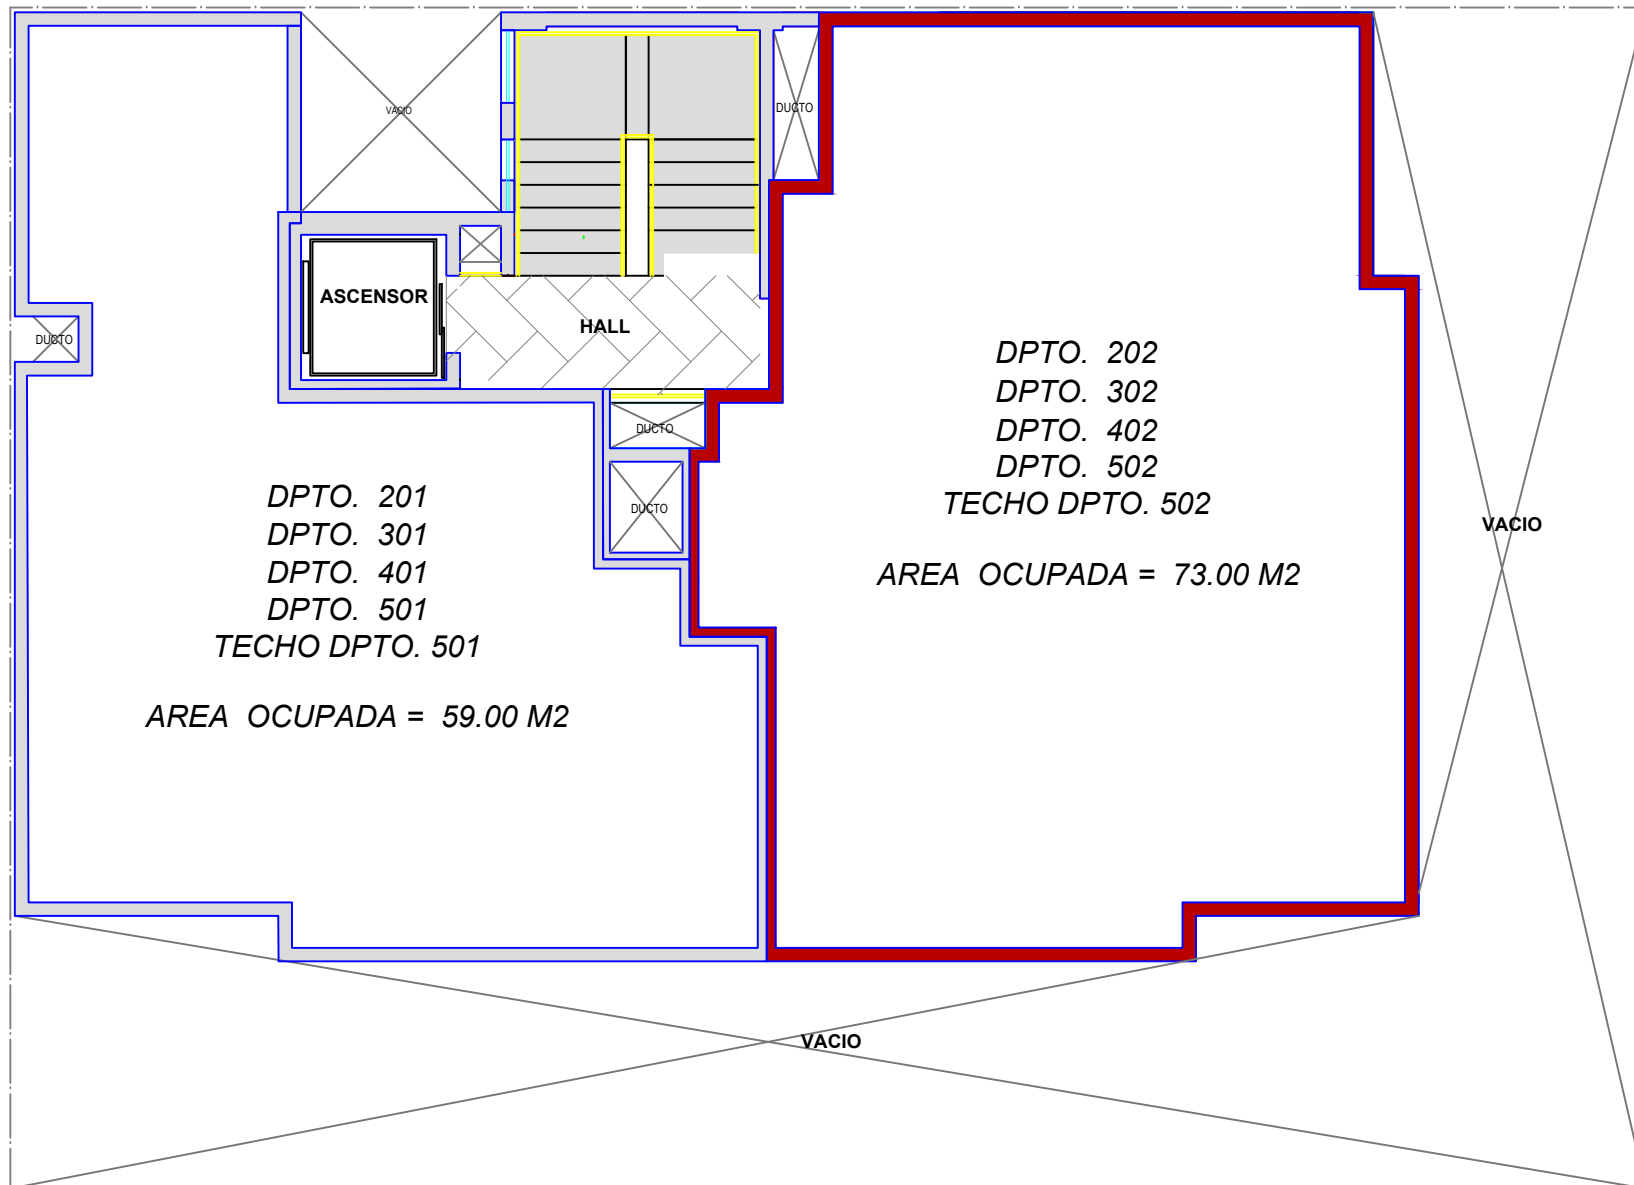 VACIO
DUCTO
ASCENSOR
HALL
DUCTO
DPTO. 202
DPTO. 302
DPTO. 402
DPTO. 502
TECHO DPTO. 502
AREA OCUPADA = 73.00 M2
DUCTO
DUCTO
DPTO. 201
DPTO. 301
DPTO. 401
DPTO. 501
TECHO DPTO. 501
AREA OCUPADA = 59.00 M2
VACIO
VACIO